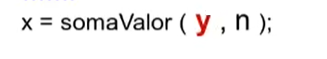 x = somaValor ( y , n );